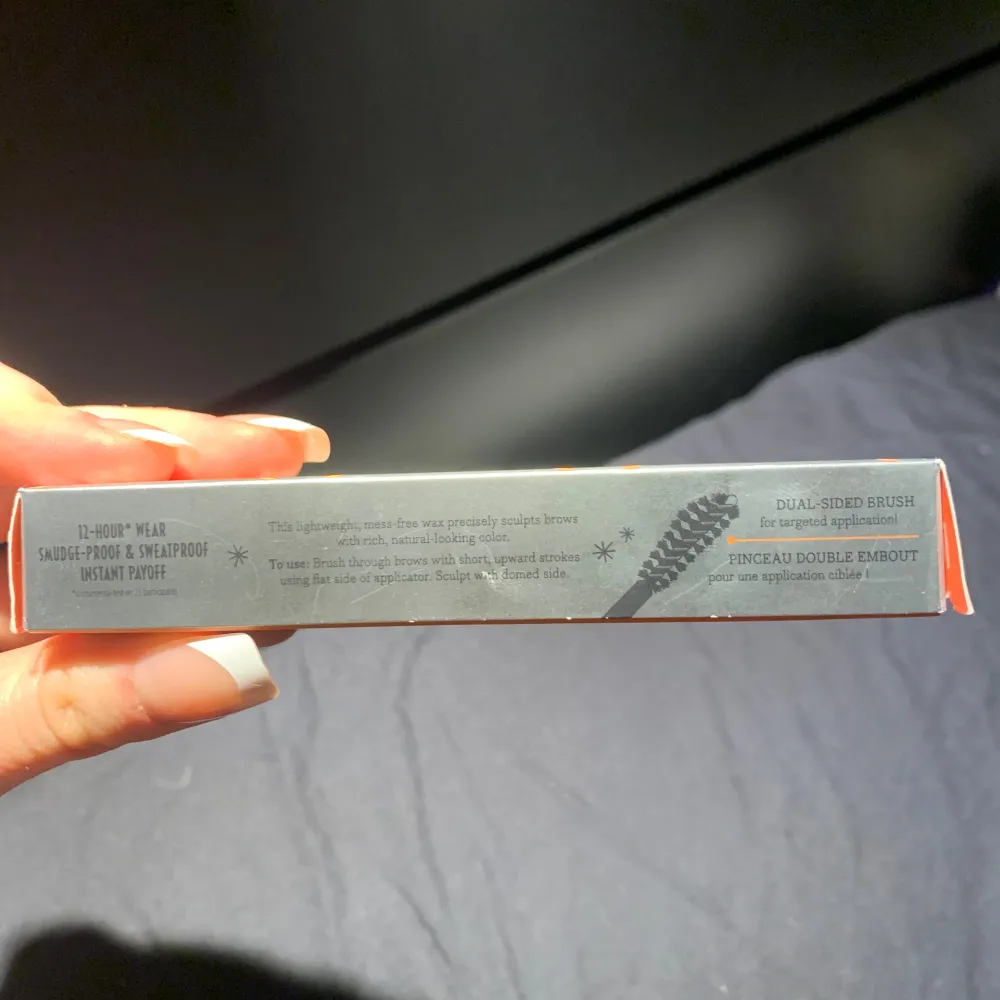 12-HOUR* WEAR
SMUDGE-PROOF & SWEATPROOF
INSTANT PAYOFF
This lightweight, mess-free wax precisely sculpts brows
with rich, natural-looking color.
To use: Brush through brows with short, upward strokes
using flat side of applicator. Sculpt with domed side.
DUAL-SIDED BRUSH
for targeted application!
PINCEAU DOUBLE EMBOUT
pour une application ciblée !